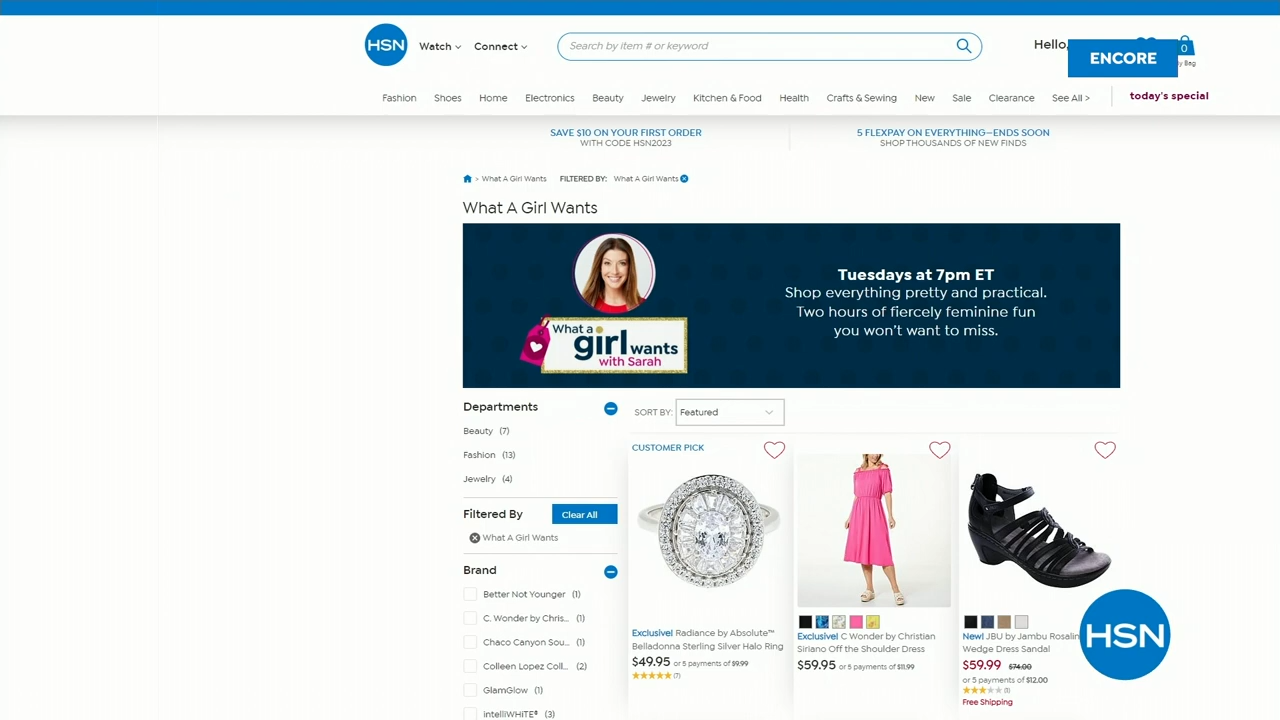 HSN
Watch
Connect
Search by item # or keyword
Hello,
ENCORE
0
Bag
Fashion Shoes Home Electronics Beauty Jewelry Kitchen & Food Health Crafts & Sewing New Sale Clearance See All > today's special
SAVE $10 ON YOUR FIRST ORDER
WITH CODE HSN2023
5 FLEXPAY ON EVERYTHING—ENDS SOON
SHOP THOUSANDS OF NEW FINDS
> What A Girl Wants FILTERED BY: What A Girl Wants
What A Girl Wants
What a
girl wants
with Sarah
Tuesdays at 7pm ET
Shop everything pretty and practical.
Two hours of fiercely feminine fun
you won't want to miss.
Departments
Beauty (7)
Fashion (13)
Jewelry (4)
Filtered By Clear All
What A Girl Wants
Brand
Better Not Younger (1)
C. Wonder by Chris... (1)
Chaco Canyon Sou... (1)
Colleen Lopez Coll... (2)
GlamGlow (1)
intelliWHiTE® (3)
SORT BY: Featured
CUSTOMER PICK
Exclusive! Radiance by Absolute™
Belladonna Sterling Silver Halo Ring
$49.95 or 5 payments of $9.99
(7)
Exclusive! C Wonder by Christian
Siriano Off the Shoulder Dress
$59.95 or 5 payments of $11.99
New! JBU by Jambu Rosalin
Wedge Dress Sandal
$59.99 $74.00
or 5 payments of $12.00
Free Shipping
HSN